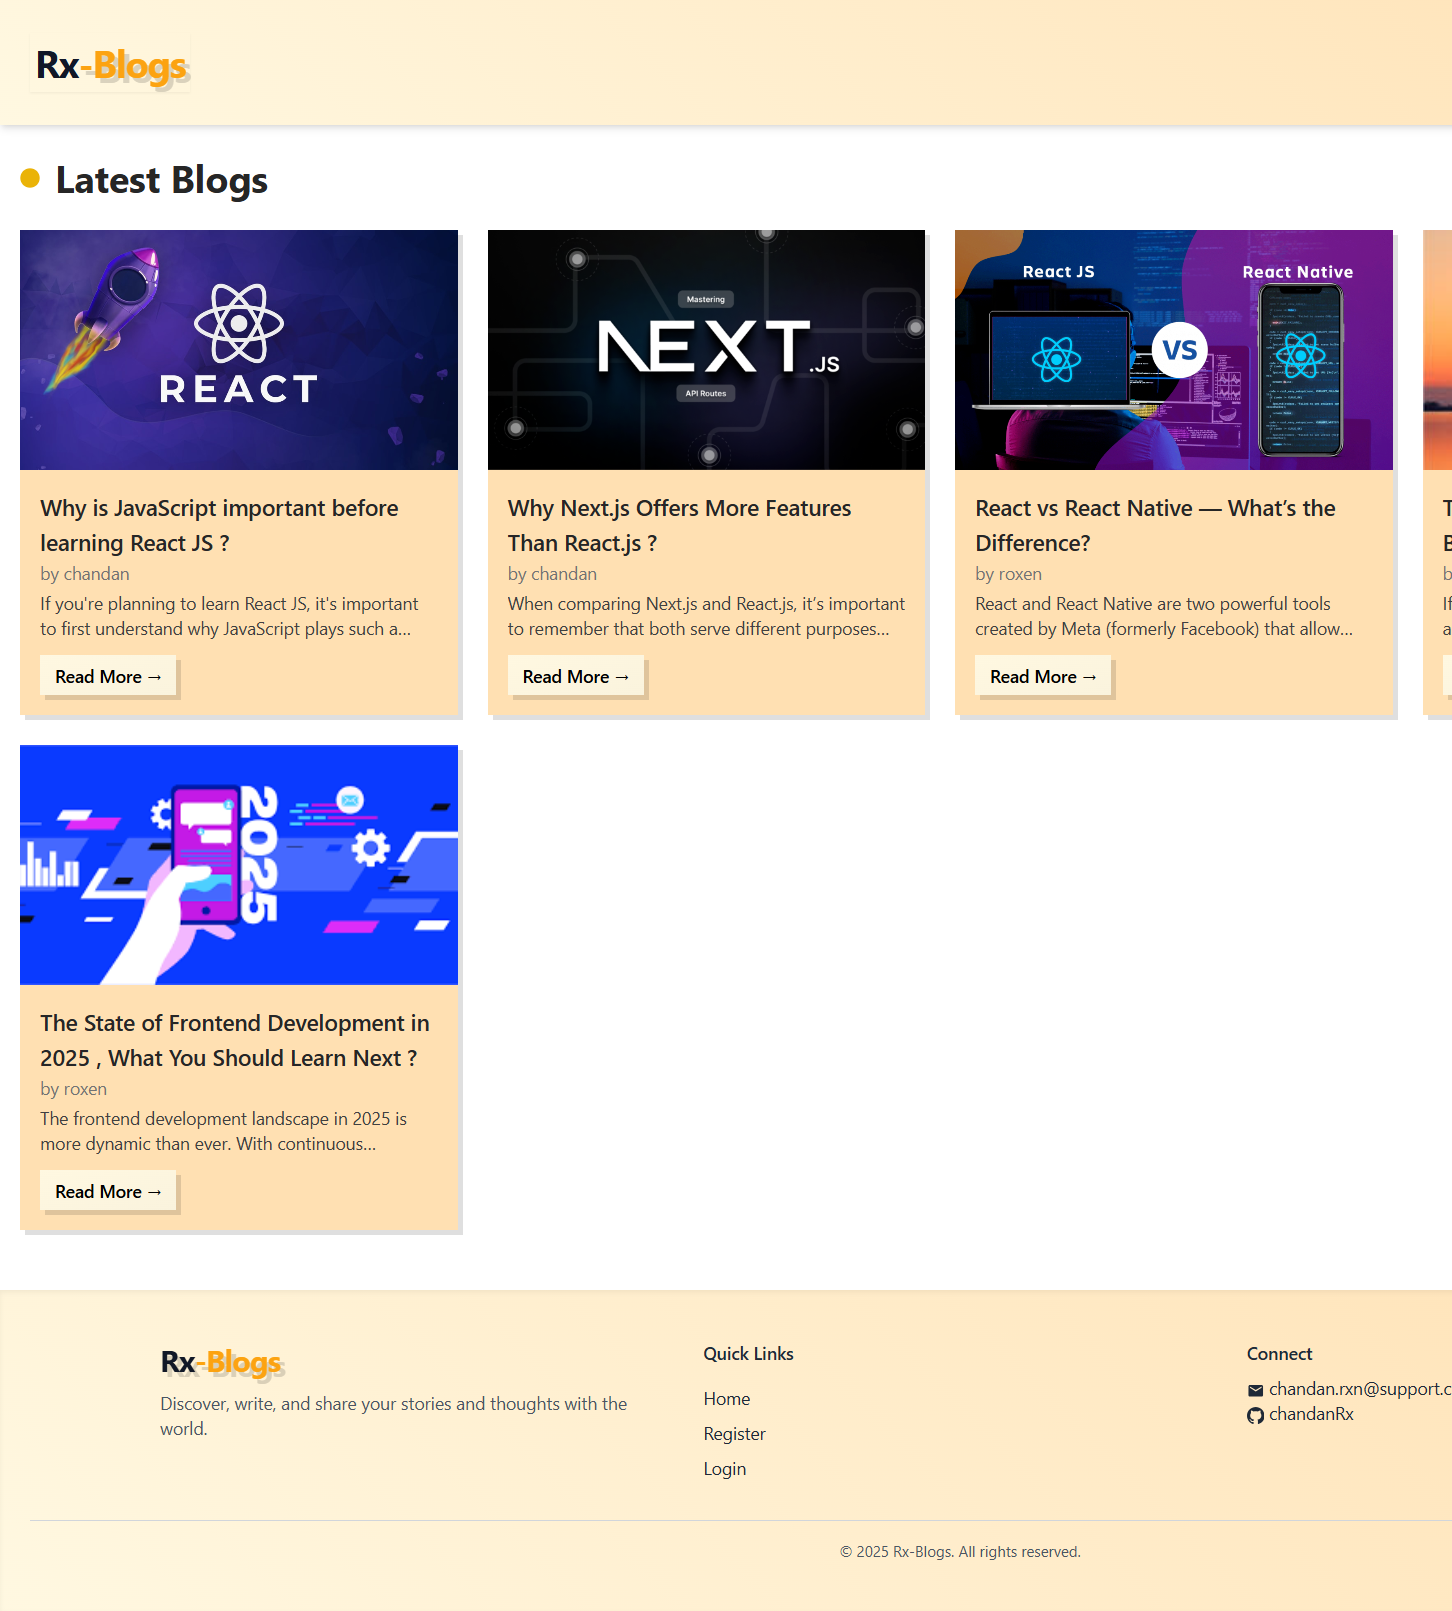 Rx-Blogs
Latest Blogs
REACT
Why is JavaScript important before
learning React JS ?
by chandan
If you're planning to learn React JS, it's important
to first understand why JavaScript plays such a...
Read More →
Mastering
NEXT.JS
API Routes
Why Next.js Offers More Features
Than React.js ?
by chandan
When comparing Next.js and React.js, it’s important
to remember that both serve different purposes...
Read More →
React JS
React Native
VS
React vs React Native — What’s the
Difference?
by roxen
React and React Native are two powerful tools
created by Meta (formerly Facebook) that allow...
Read More →
2025
The State of Frontend Development in
2025 , What You Should Learn Next ?
by roxen
The frontend development landscape in 2025 is
more dynamic than ever. With continuous...
Read More →
Rx-Blogs
Discover, write, and share your stories and thoughts with the
world.
Quick Links
Home
Register
Login
Connect
chandan.rxn@support.c
chandanRx
© 2025 Rx-Blogs. All rights reserved.